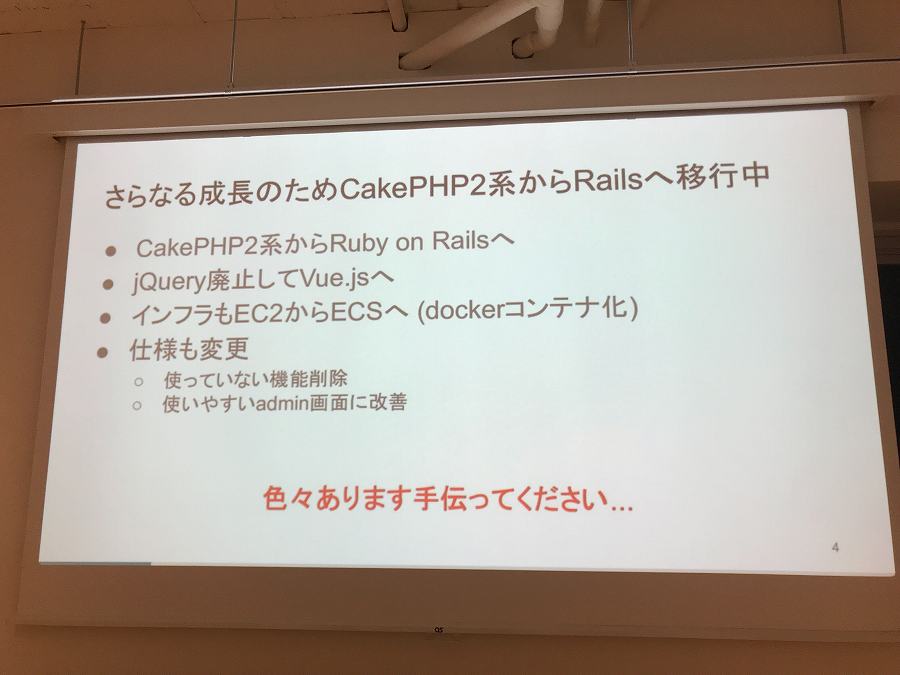 さらなる成長のためCakePHP2系からRailsへ移行中
● CakePHP2系からRuby on Railsへ
● jQuery廃止してVue.jsへ
● インフラもEC2からECSへ (dockerコンテナ化)
● 仕様も変更
○ 使っていない機能削除
○ 使いやすいadmin画面に改善
色々あります手伝ってください...
4
OS